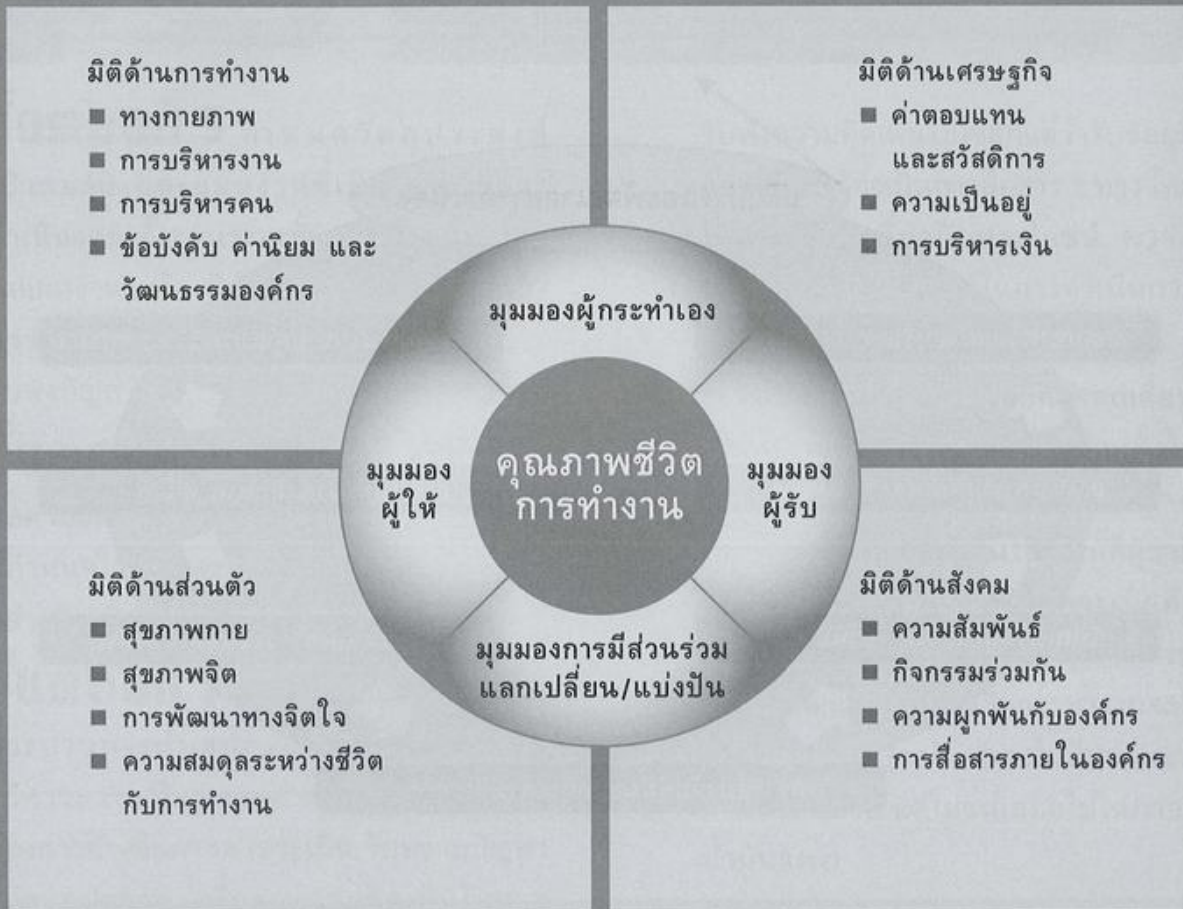 มิติด้านการทำงาน
■ ทางกายภาพ
■ การบริหารงาน
■ การบริหารคน
■ ข้อบังคับ ค่านิยม และ
วัฒนธรรมองค์กร
มิติด้านเศรษฐกิจ
■ ค่าตอบแทน
และสวัสดิการ
■ ความเป็นอยู่
■ การบริหารเงิน
มุมมองผู้กระทำเอง
มุมมอง
ผู้ให้
คุณภาพชีวิต
การทำงาน
มุมมอง
ผู้รับ
มุมมองการมีส่วนร่วม
แลกเปลี่ยน/แบ่งปัน
มิติด้านส่วนตัว
■ สุขภาพกาย
■ สุขภาพจิต
■ การพัฒนาทางจิตใจ
■ ความสมดุลระหว่างชีวิต
กับการทำงาน
มิติด้านสังคม
■ ความสัมพันธ์
■ กิจกรรมร่วมกัน
■ ความผูกพันกับองค์กร
■ การสื่อสารภายในองค์กร